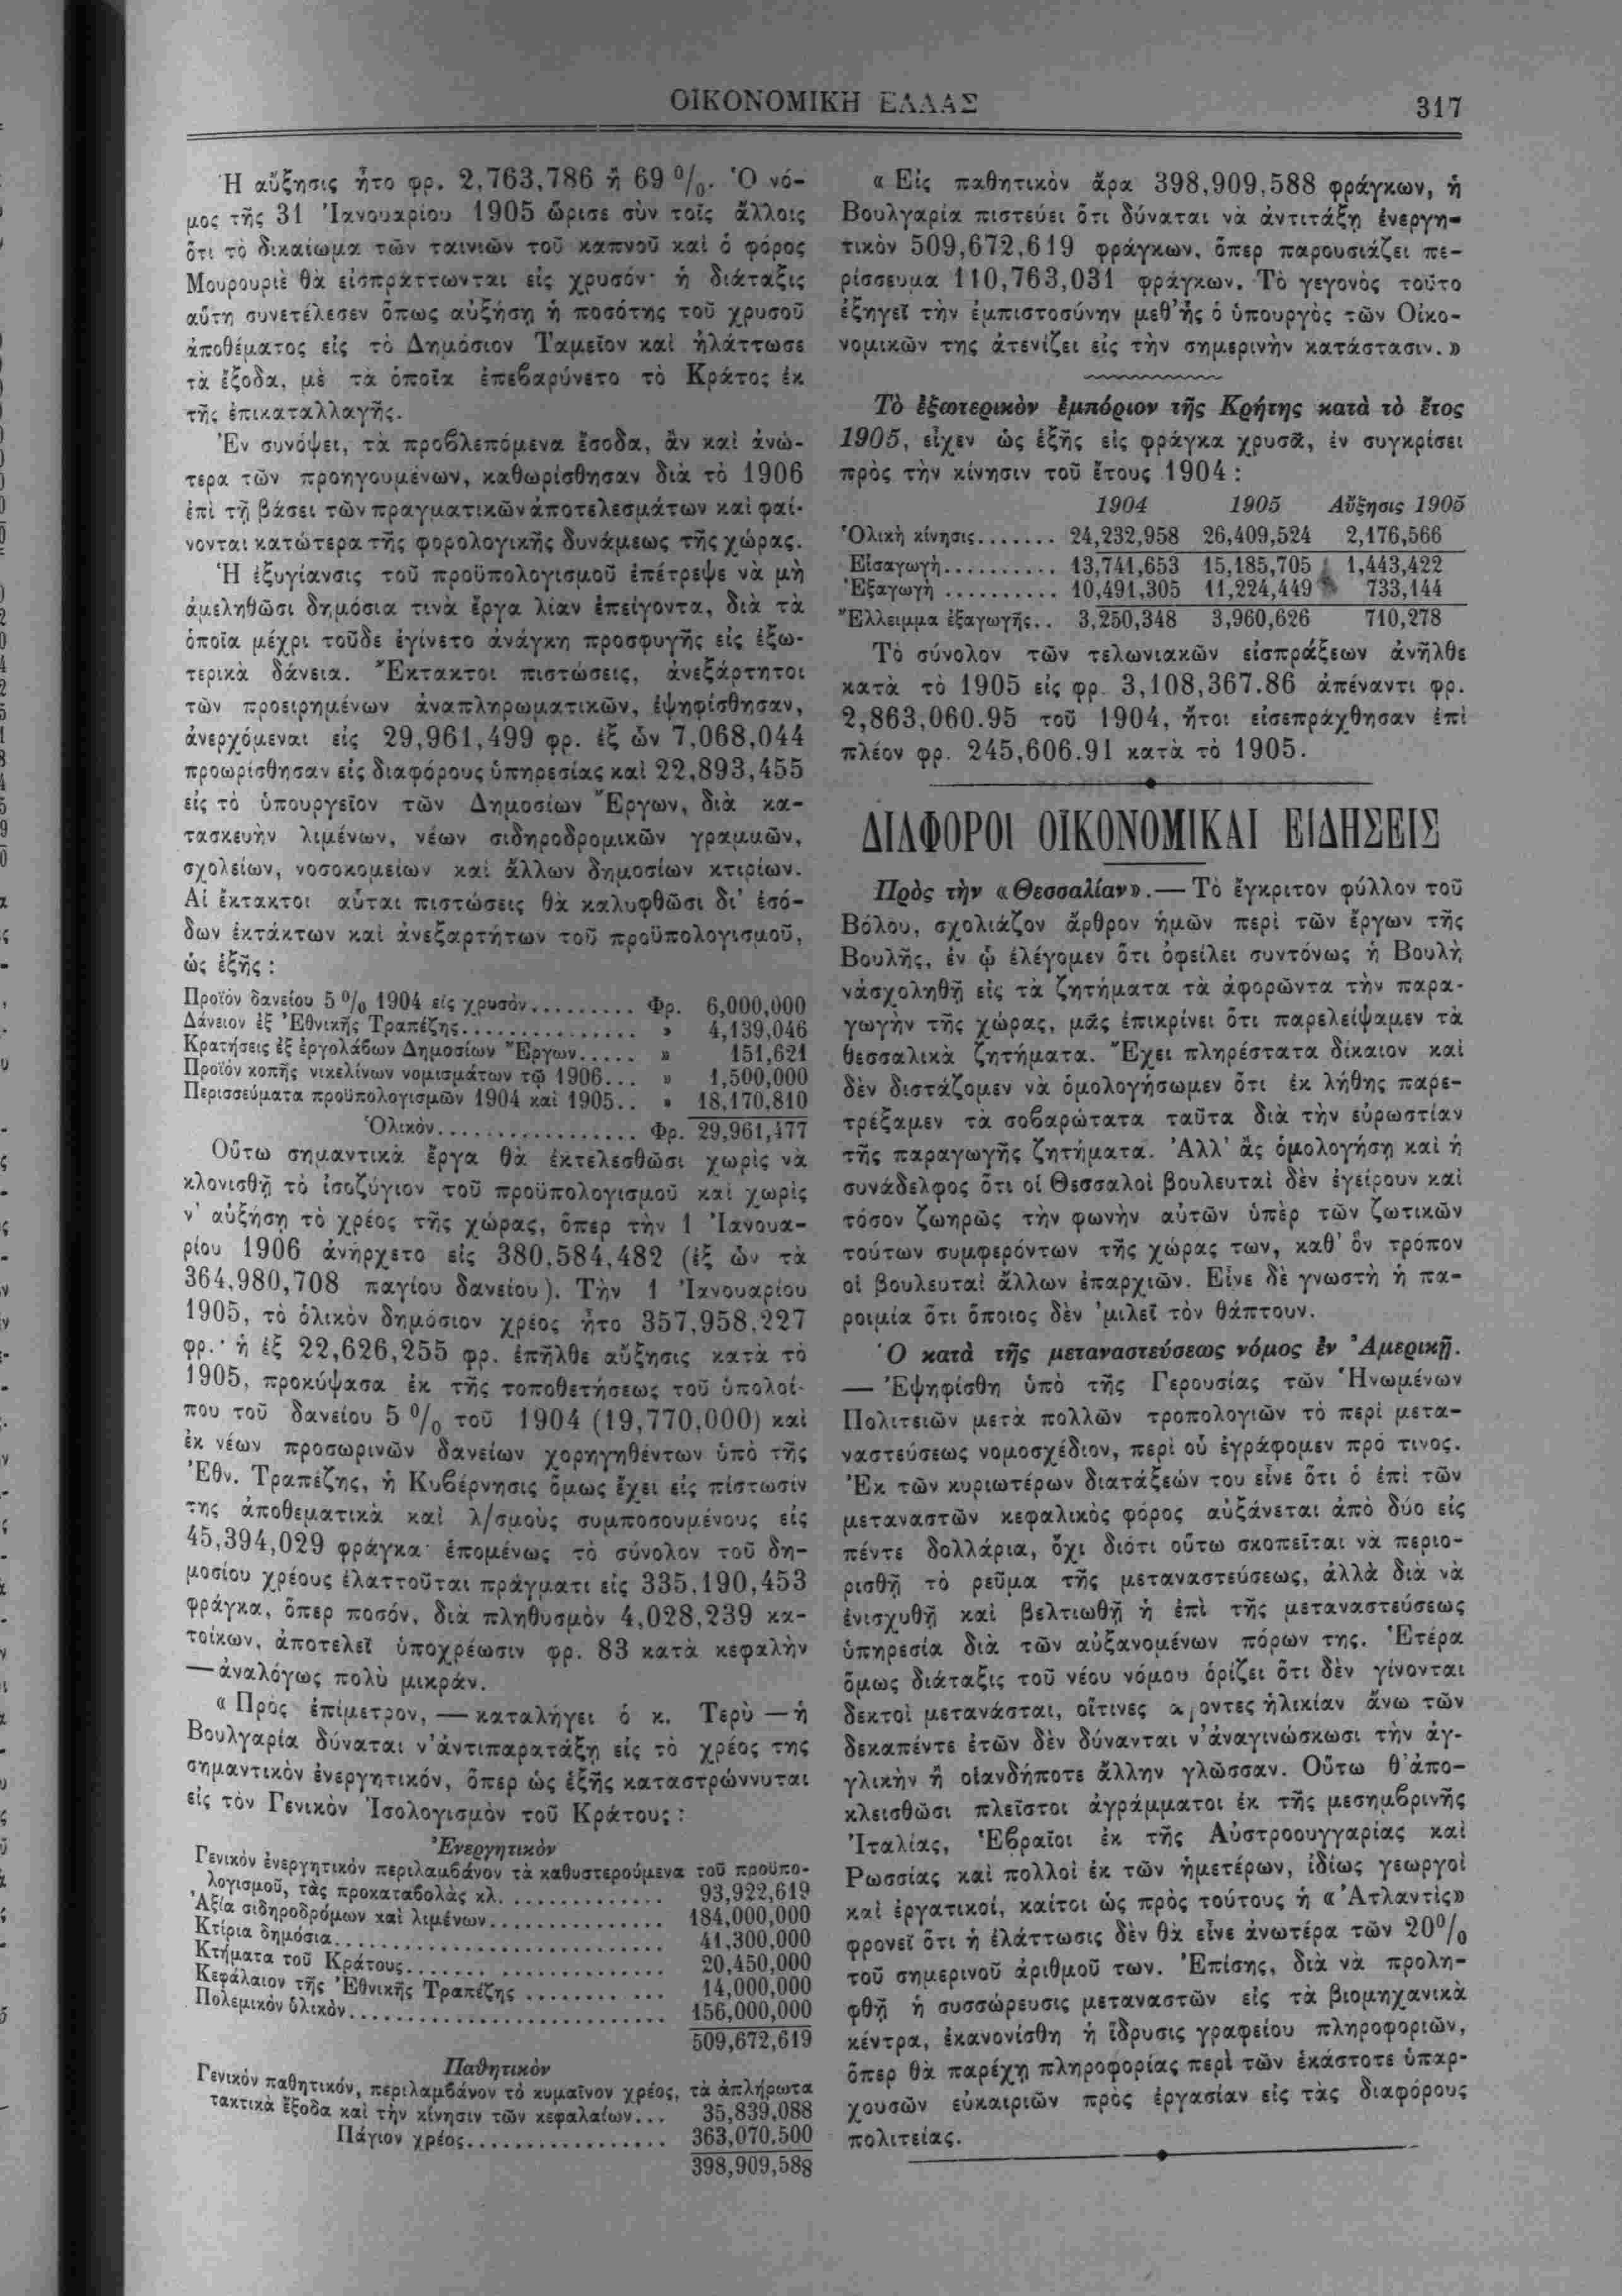 ΟΙΚΟΝΟΜΙΚΗ ΕΛΛΑΣ
317
Ἡ αὔξησις ἦτο φρ. 2,763,786 ἢ 69 %. Ὁ νό-
μος τῆς 31 Ἰανουαρίου 1905 ὥρισε σὺν τοῖς ἄλλοις
ὅτι τὸ δικαίωμα τῶν ταινιῶν τοῦ καπνοῦ καὶ ὁ φόρος
Μουρουριὲ θὰ εἰσπράττωνται εἰς χρυσόν· ἡ διάταξις
αὕτη συνετέλεσεν ὅπως αὐξήσῃ ἡ ποσότης τοῦ χρυσοῦ
ἀποθέματος εἰς τὸ Δημόσιον Ταμεῖον καὶ ἠλάττωσε
τὰ ἔξοδα, μὲ τὰ ὁποῖα ἐπεβαρύνετο τὸ Κράτος ἐκ
τῆς ἐπικαταλλαγῆς.
Ἐν συνόψει, τὰ προβλεπόμενα ἔσοδα, ἂν καὶ ἀνώ-
τερα τῶν προηγουμένων, καθωρίσθησαν διὰ τὸ 1906
ἐπὶ τῇ βάσει τῶν πραγματικῶν ἀποτελεσμάτων καὶ φαί-
νονται κατώτερα τῆς φορολογικῆς δυνάμεως τῆς χώρας.
Ἡ ἐξυγίανσις τοῦ προϋπολογισμοῦ ἐπέτρεψε νὰ μὴ
ἀμεληθῶσι δημόσια τινὰ ἔργα λίαν ἐπείγοντα, διὰ τὰ
ὁποῖα μέχρι τοῦδε ἐγίνετο ἀνάγκη προσφυγῆς εἰς ἐξω-
τερικὰ δάνεια. Ἔκτακτοι πιστώσεις, ἀνεξάρτητοι
τῶν προειρημένων ἀναπληρωματικῶν, ἐψηφίσθησαν,
ἀνερχόμεναι εἰς 29,961,499 φρ. ἐξ ὧν 7,068,044
προωρίσθησαν εἰς διαφόρους ὑπηρεσίας καὶ 22,893,455
εἰς τὸ ὑπουργεῖον τῶν Δημοσίων Ἔργων, διὰ κα-
τασκευὴν λιμένων, νέων σιδηροδρομικῶν γραμμῶν,
σχολείων, νοσοκομείων καὶ ἄλλων δημοσίων κτιρίων.
Αἱ ἔκτακτοι αὗται πιστώσεις θὰ καλυφθῶσι δι' ἐσό-
δων ἐκτάκτων καὶ ἀνεξαρτήτων τοῦ προϋπολογισμοῦ,
ὡς ἑξῆς :
Προϊόν δανείου 5 % 1904 εἰς χρυσὸν.......... Φρ. 6,000,000
Δάνειον ἐξ Ἐθνικῆς Τραπέζης................ » 4,139,046
Κρατήσεις ἐξ ἐργολάβων Δημοσίων Ἔργων..... » 151,621
Προϊόν κοπῆς νικελίνων νομισμάτων τῷ 1906... » 1,500,000
Περισσεύματα προϋπολογισμῶν 1904 καὶ 1905.. » 18,170,810
Ὁλικόν.................. Φρ. 29,961,477
Οὕτω σημαντικὰ ἔργα θὰ ἐκτελεσθῶσι χωρὶς νὰ
κλονισθῇ τὸ ἰσοζύγιον τοῦ προϋπολογισμοῦ καὶ χωρὶς
ν' αὐξήσῃ τὸ χρέος τῆς χώρας, ὅπερ τὴν 1 Ἰανουα-
ρίου 1906 ἀνήρχετο εἰς 380,584,482 (ἐξ ὧν τὰ
364,980,708 παγίου δανείου). Τὴν 1 Ἰανουαρίου
1905, τὸ ὁλικὸν δημόσιον χρέος ἦτο 357,958,227
φρ.· ἡ ἐξ 22,626,255 φρ. ἐπῆλθε αὔξησις κατὰ τὸ
1905, προκύψασα ἐκ τῆς τοποθετήσεως τοῦ ὑπολοί-
που τοῦ δανείου 5 % τοῦ 1904 (19,770,000) καὶ
ἐκ νέων προσωρινῶν δανείων χορηγηθέντων ὑπὸ τῆς
Ἐθν. Τραπέζης, ἡ Κυβέρνησις ὅμως ἔχει εἰς πίστωσίν
της ἀποθεματικὰ καὶ λ/σμοὺς συμποσουμένους εἰς
45,394,029 φράγκα· ἑπομένως τὸ σύνολον τοῦ δη-
μοσίου χρέους ἐλαττοῦται πράγματι εἰς 335,190,453
φράγκα, ὅπερ ποσόν, διὰ πληθυσμὸν 4,028,239 κα-
τοίκων, ἀποτελεῖ ὑποχρέωσιν φρ. 83 κατὰ κεφαλὴν
—ἀναλόγως πολὺ μικράν.
« Πρὸς ἐπίμετρον, — καταλήγει ὁ κ. Τερὺ — ἡ
Βουλγαρία δύναται ν' ἀντιπαρατάξῃ εἰς τὸ χρέος της
σημαντικὸν ἐνεργητικόν, ὅπερ ὡς ἑξῆς καταστρώννυται
εἰς τὸν Γενικὸν Ἰσολογισμὸν τοῦ Κράτους :
Ἐνεργητικὸν
Γενικόν ἐνεργητικόν περιλαμβάνον τὰ καθυστερούμενα τοῦ προϋπο-
λογισμοῦ, τὰς προκαταβολὰς κλ. ............. 93,922,619
Ἀξία σιδηροδρόμων καὶ λιμένων............... 184,000,000
Κτίρια δημόσια............................ 41,300,000
Κτήματα τοῦ Κράτους....................... 20,450,000
Κεφάλαιον τῆς Ἐθνικῆς Τραπέζης ............ 14,000,000
Πολεμικὸν ὑλικὸν........................... 156,000,000
509,672,619
Παθητικὸν
Γενικόν παθητικόν, περιλαμβάνον τὸ κυμαῖνον χρέος, τὰ ἀπλήρωτα
τακτικὰ ἔξοδα καὶ τὴν κίνησιν τῶν κεφαλαίων... 35,839,088
Πάγιον χρέος................. 363,070,500
398,909,588
« Εἰς παθητικὸν ἄρα 398,909,588 φράγκων, ἡ
Βουλγαρία πιστεύει ὅτι δύναται νὰ ἀντιτάξῃ ἐνεργη-
τικὸν 509,672,619 φράγκων, ὅπερ παρουσιάζει πε-
ρίσσευμα 110,763,031 φράγκων. Τὸ γεγονὸς τοῦτο
ἐξηγεῖ τὴν ἐμπιστοσύνην μεθ' ἧς ὁ ὑπουργὸς τῶν Οἰκο-
νομικῶν της ἀτενίζει εἰς τὴν σημερινὴν κατάστασιν. »
Τὸ ἐξωτερικὸν ἐμπόριον τῆς Κρήτης κατὰ τὸ ἔτος
1905, εἶχεν ὡς ἑξῆς εἰς φράγκα χρυσᾶ, ἐν συγκρίσει
πρὸς τὴν κίνησιν τοῦ ἔτους 1904 :
1904 1905 Αὔξησις 1905
Ὁλικὴ κίνησις....... 24,232,958 26,409,524 2,176,566
Εἰσαγωγὴ.......... 13,741,653 15,185,705 1,443,422
Ἐξαγωγὴ .......... 10,491,305 11,224,449 733,144
Ἔλλειμμα ἐξαγωγῆς.. 3,250,348 3,960,626 710,278
Τὸ σύνολον τῶν τελωνιακῶν εἰσπράξεων ἀνῆλθε
κατὰ τὸ 1905 εἰς φρ. 3,108,367.86 ἀπέναντι φρ.
2,863,060.95 τοῦ 1904, ἤτοι εἰσεπράχθησαν ἐπὶ
πλέον φρ. 245,606.91 κατὰ τὸ 1905.
ΔΙΑΦΟΡΟΙ ΟΙΚΟΝΟΜΙΚΑΙ ΕΙΔΗΣΕΙΣ
Πρὸς τὴν «Θεσσαλίαν».— Τὸ ἔγκριτον φύλλον τοῦ
Βόλου, σχολιάζον ἄρθρον ἡμῶν περὶ τῶν ἔργων τῆς
Βουλῆς, ἐν ᾧ ἐλέγομεν ὅτι ὀφείλει συντόνως ἡ Βουλὴ
νἀσχοληθῇ εἰς τὰ ζητήματα τὰ ἀφορῶντα τὴν παρα-
γωγὴν τῆς χώρας, μᾶς ἐπικρίνει ὅτι παρελείψαμεν τὰ
θεσσαλικὰ ζητήματα. Ἔχει πληρέστατα δίκαιον καὶ
δὲν διστάζομεν νὰ ὁμολογήσωμεν ὅτι ἐκ λήθης παρε-
τρέξαμεν τὰ σοβαρώτατα ταῦτα διὰ τὴν εὐρωστίαν
τῆς παραγωγῆς ζητήματα. Ἀλλ' ἂς ὁμολογήσῃ καὶ ἡ
συνάδελφος ὅτι οἱ Θεσσαλοὶ βουλευταὶ δὲν ἐγείρουν καὶ
τόσον ζωηρῶς τὴν φωνὴν αὐτῶν ὑπὲρ τῶν ζωτικῶν
τούτων συμφερόντων τῆς χώρας των, καθ' ὃν τρόπον
οἱ βουλευταὶ ἄλλων ἐπαρχιῶν. Εἶνε δὲ γνωστὴ ἡ πα-
ροιμία ὅτι ὅποιος δὲν 'μιλεῖ τὸν θάπτουν.
Ὁ κατὰ τῆς μεταναστεύσεως νόμος ἐν Ἀμερικῇ.
— Ἐψηφίσθη ὑπὸ τῆς Γερουσίας τῶν Ἡνωμένων
Πολιτειῶν μετὰ πολλῶν τροπολογιῶν τὸ περὶ μετα-
ναστεύσεως νομοσχέδιον, περὶ οὗ ἐγράφομεν πρό τινος.
Ἐκ τῶν κυριωτέρων διατάξεών του εἶνε ὅτι ὁ ἐπὶ τῶν
μεταναστῶν κεφαλικὸς φόρος αὐξάνεται ἀπὸ δύο εἰς
πέντε δολλάρια, ὄχι διότι οὕτω σκοπεῖται νὰ περιο-
ρισθῇ τὸ ρεῦμα τῆς μεταναστεύσεως, ἀλλὰ διὰ νὰ
ἐνισχυθῇ καὶ βελτιωθῇ ἡ ἐπὶ τῆς μεταναστεύσεως
ὑπηρεσία διὰ τῶν αὐξανομένων πόρων της. Ἑτέρα
ὅμως διάταξις τοῦ νέου νόμου ὁρίζει ὅτι δὲν γίνονται
δεκτοὶ μετανάσται, οἵτινες ἄγοντες ἡλικίαν ἄνω τῶν
δεκαπέντε ἐτῶν δὲν δύνανται ν' ἀναγινώσκωσι τὴν ἀγ-
γλικὴν ἢ οἱανδήποτε ἄλλην γλῶσσαν. Οὕτω θ' ἀπο-
κλεισθῶσι πλεῖστοι ἀγράμματοι ἐκ τῆς μεσημβρινῆς
Ἰταλίας, Ἑβραῖοι ἐκ τῆς Αὐστροουγγαρίας καὶ
Ρωσσίας καὶ πολλοὶ ἐκ τῶν ἡμετέρων, ἰδίως γεωργοὶ
καὶ ἐργατικοί, καίτοι ὡς πρὸς τούτους ἡ «Ἀτλαντὶς»
φρονεῖ ὅτι ἡ ἐλάττωσις δὲν θὰ εἶνε ἀνωτέρα τῶν 20%
τοῦ σημερινοῦ ἀριθμοῦ των. Ἐπίσης, διὰ νὰ προλη-
φθῇ ἡ συσσώρευσις μεταναστῶν εἰς τὰ βιομηχανικὰ
κέντρα, ἐκανονίσθη ἡ ἵδρυσις γραφείου πληροφοριῶν,
ὅπερ θὰ παρέχῃ πληροφορίας περὶ τῶν ἑκάστοτε ὑπαρ-
χουσῶν εὐκαιριῶν πρὸς ἐργασίαν εἰς τὰς διαφόρους
πολιτείας.